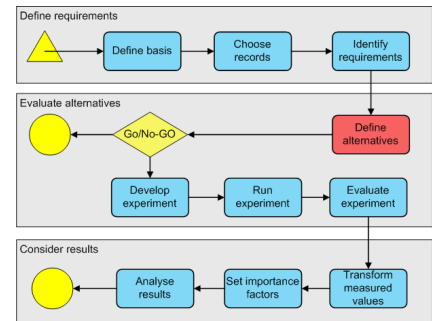 Define requirements
Define basis
Choose
records
Identify
requirements
Evaluate alternatives
Go/No-GO
Define
alternatives
Develop
experiment
Run
experiment
Evaluate
experiment
Consider results
Analyse
results
Set importance
factors
Transform
measured
values